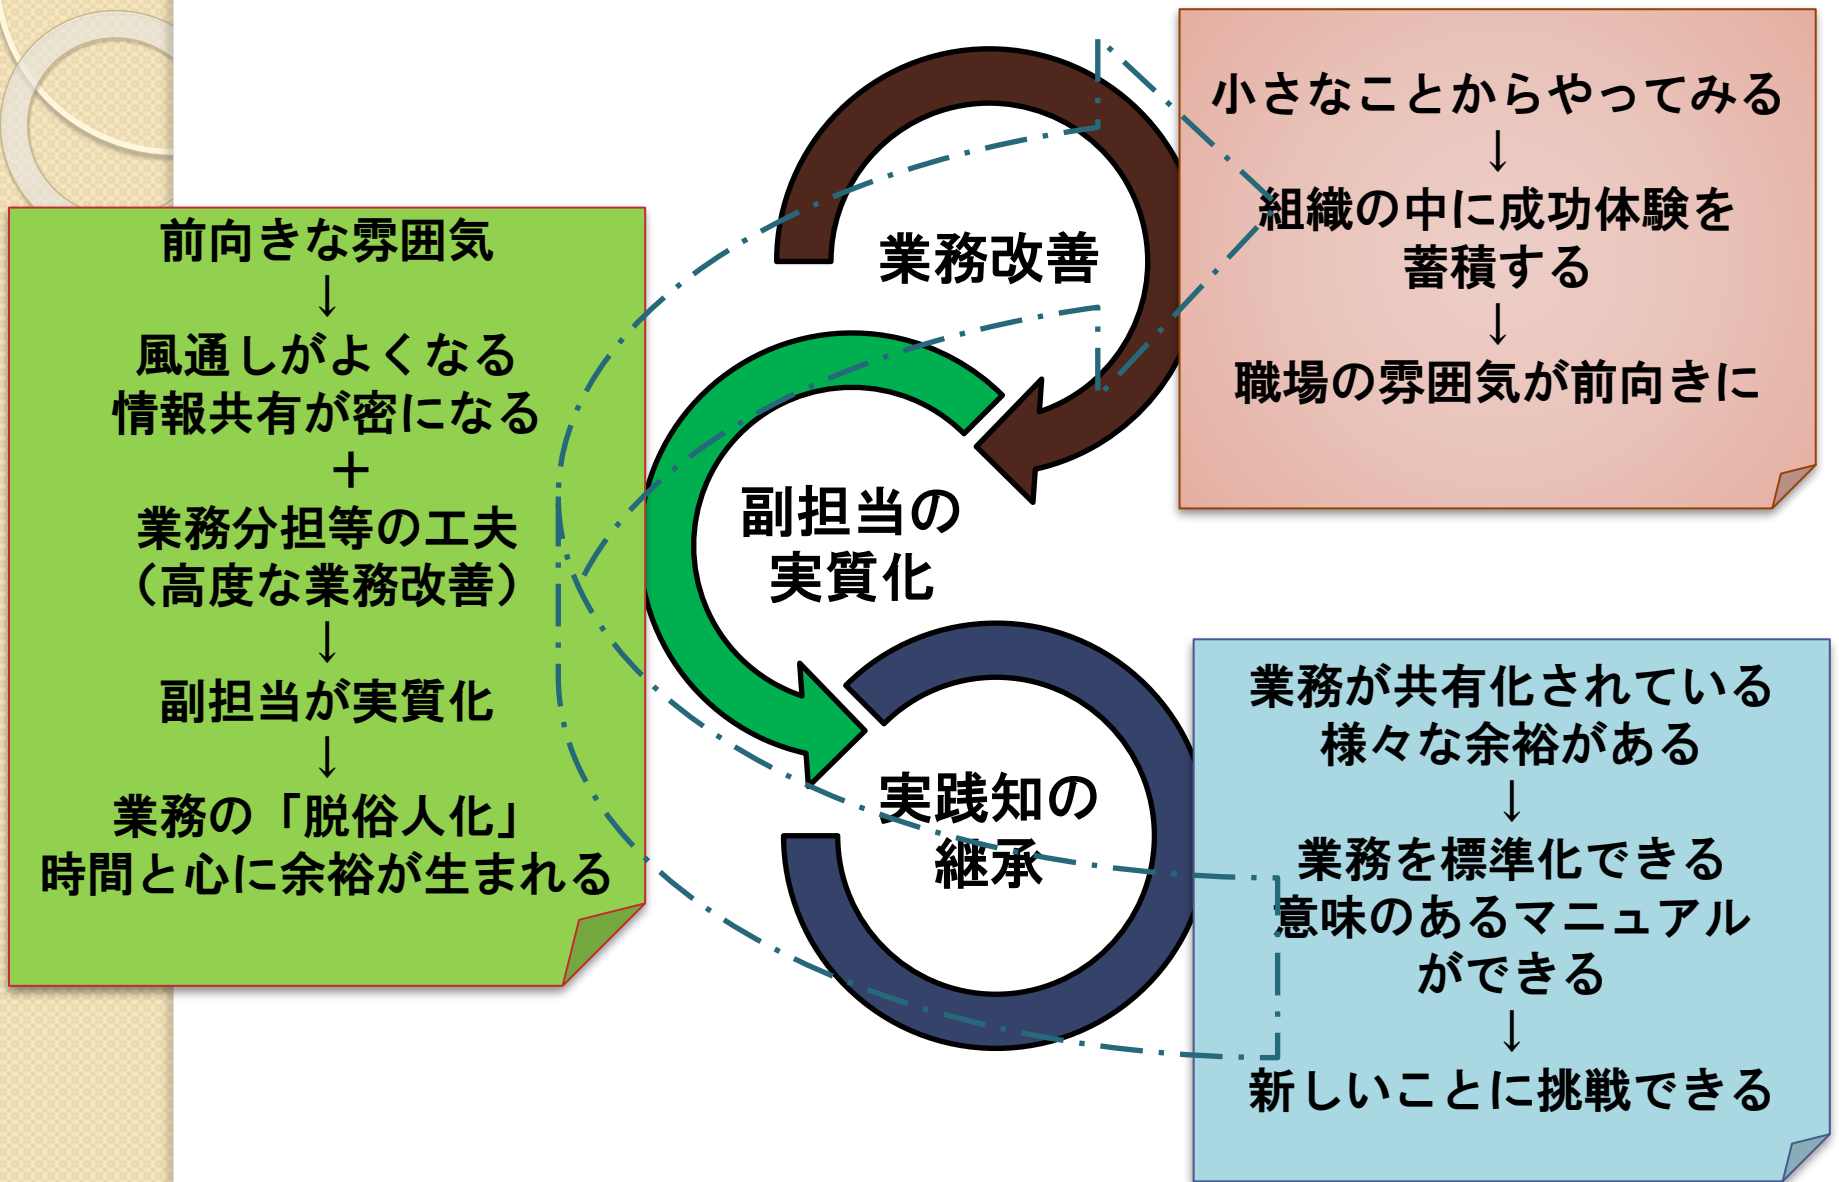 小さなことからやってみる
↓
組織の中に成功体験を
蓄積する
↓
職場の雰囲気が前向きに
業務改善
前向きな雰囲気
↓
風通しがよくなる
情報共有が密になる
＋
業務分担等の工夫
（高度な業務改善）
↓
副担当が実質化
↓
業務の「脱俗人化」
時間と心に余裕が生まれる
副担当の
実質化
実践知の
継承
業務が共有化されている
様々な余裕がある
↓
業務を標準化できる
意味のあるマニュアル
ができる
↓
新しいことに挑戦できる